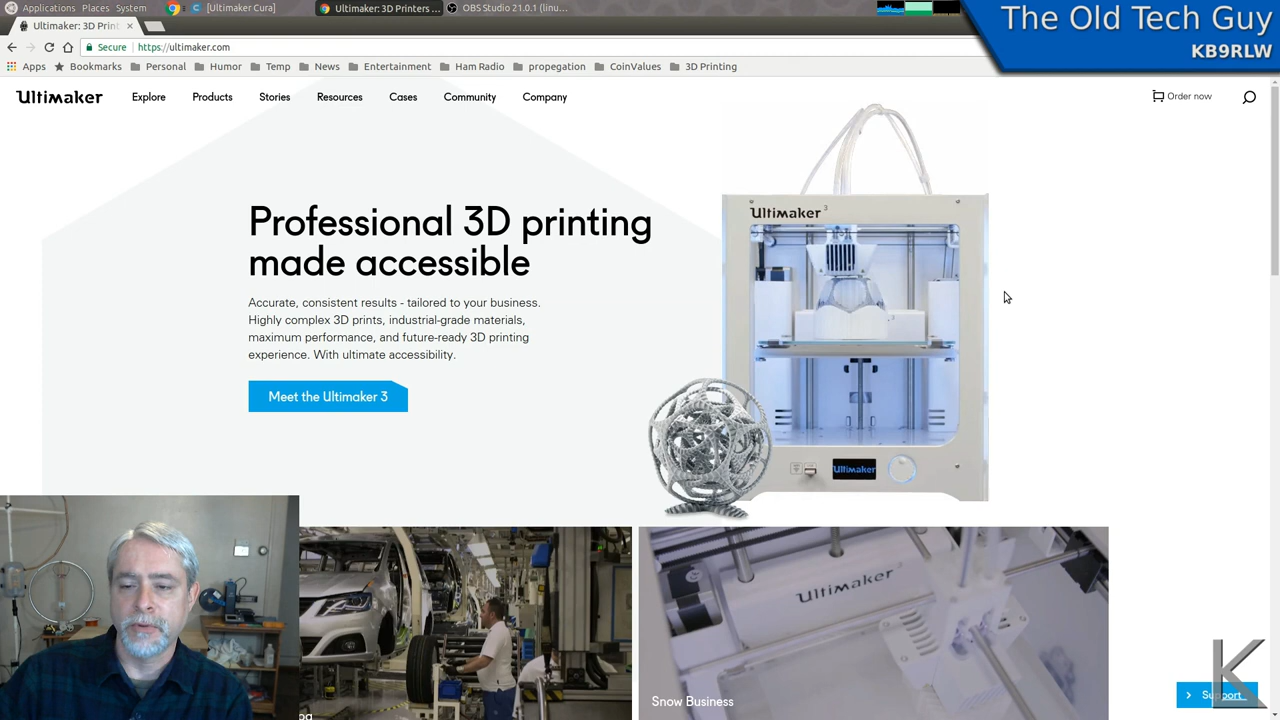 Applications Places System
[Ultimaker Cura]
Ultimaker: 3D Printers ...
OBS Studio 21.0.1 (linu...
The Old Tech Guy
KB9RLW
Ultimaker: 3D Print
Secure https://ultimaker.com
Apps Bookmarks Personal Humor Temp News Entertainment Ham Radio propegation CoinValues 3D Printing
Ultimaker Explore Products Stories Resources Cases Community Company Order now
Professional 3D printing
made accessible
Accurate, consistent results - tailored to your business.
Highly complex 3D prints, industrial-grade materials,
maximum performance, and future-ready 3D printing
experience. With ultimate accessibility.
Meet the Ultimaker 3
Ultimaker 3
Ultimaker
Ultimaker
Snow Business
Support
K